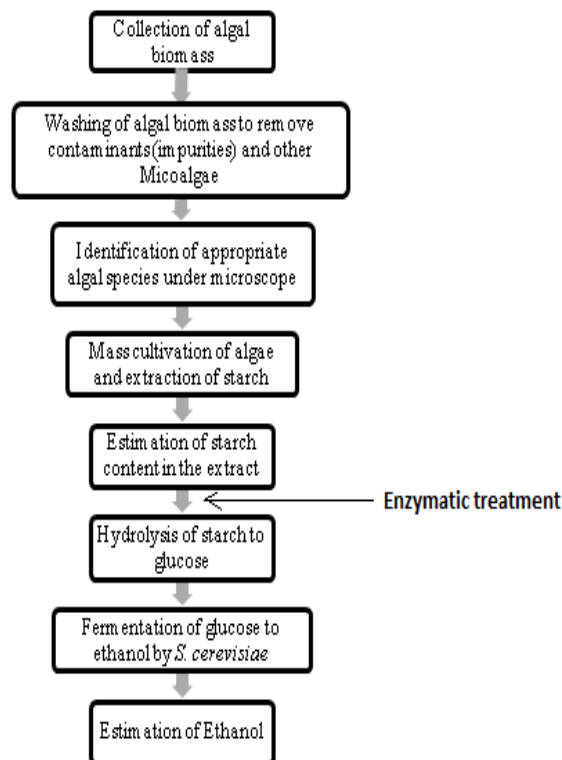 Collection of algal
biomass
Washing of algal biomass to remove
contaminants(impurities) and other
Micoalgae
Identification of appropriate
algal species under microscope
Mass cultivation of algae
and extraction of starch
Estimation of starch
content in the extract
Enzymatic treatment
Hydrolysis of starch to
glucose
Fermentation of glucose to
ethanol by S. cerevisiae
Estimation of Ethanol